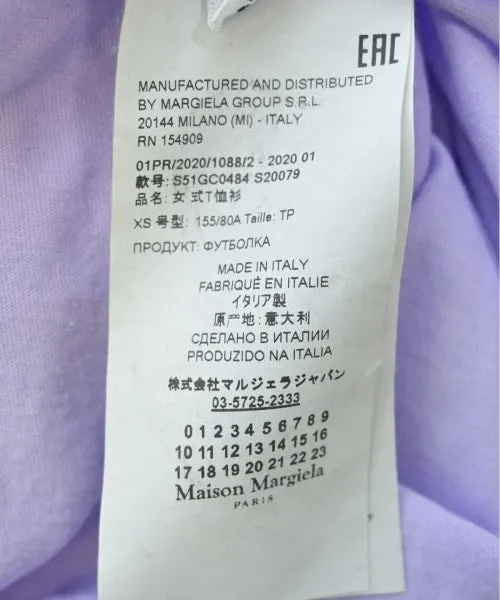 EAC
MANUFACTURED AND DISTRIBUTED
BY MARGIELA GROUP S.R.L.
20144 MILANO (MI) - ITALY
RN 154909
01PR/2020/1088/2 - 2020 01
款号: S51GC0484 S20079
品名: 女 式T恤衫
XS 号型: 155/80A Taille: TP
ПРОДУКТ: ФУТБОЛКА
MADE IN ITALY
FABRIQUÉ EN ITALIE
イタリア製
原产地: 意大利
СДЕЛАНО В ИТАЛИИ
PRODUZIDO NA ITALIA
株式会社マルジェラジャパン
03-5725-2333
0 1 2 3 4 5 6 7 8 9
10 11 12 13 14 15 16
17 18 19 20 21 22 23
Maison Margiela
PARIS